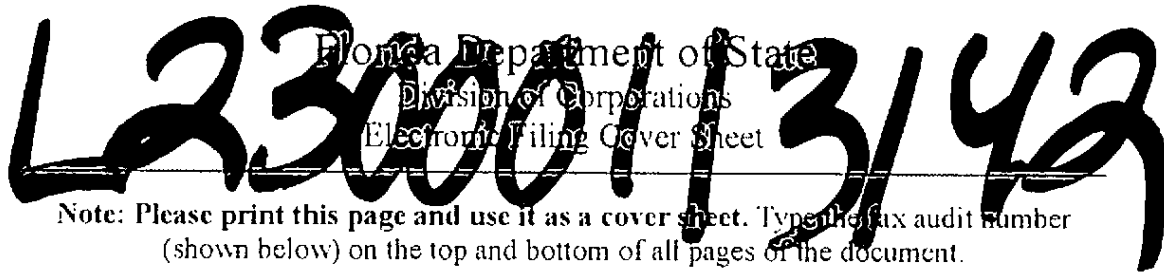 L23000113142
Florida Department of State
Division of Corporations
Electronic Filing Cover Sheet
Note: Please print this page and use it as a cover sheet. Type the fax audit number
(shown below) on the top and bottom of all pages of the document.